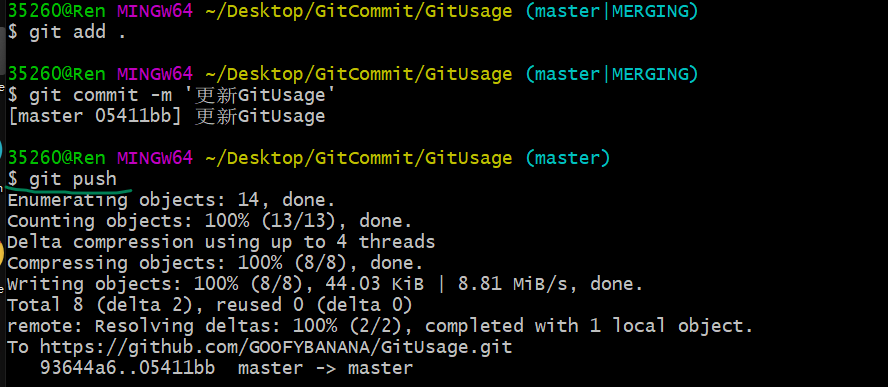 35260@Ren MINGW64 ~/Desktop/GitCommit/GitUsage (master|MERGING)
$ git add .
35260@Ren MINGW64 ~/Desktop/GitCommit/GitUsage (master|MERGING)
$ git commit -m '更新GitUsage'
[master 05411bb] 更新GitUsage
35260@Ren MINGW64 ~/Desktop/GitCommit/GitUsage (master)
$ git push
Enumerating objects: 14, done.
Counting objects: 100% (13/13), done.
Delta compression using up to 4 threads
Compressing objects: 100% (8/8), done.
Writing objects: 100% (8/8), 44.03 KiB | 8.81 MiB/s, done.
Total 8 (delta 2), reused 0 (delta 0)
remote: Resolving deltas: 100% (2/2), completed with 1 local object.
To https://github.com/GOOFYBANANA/GitUsage.git
   93644a6..05411bb  master -> master